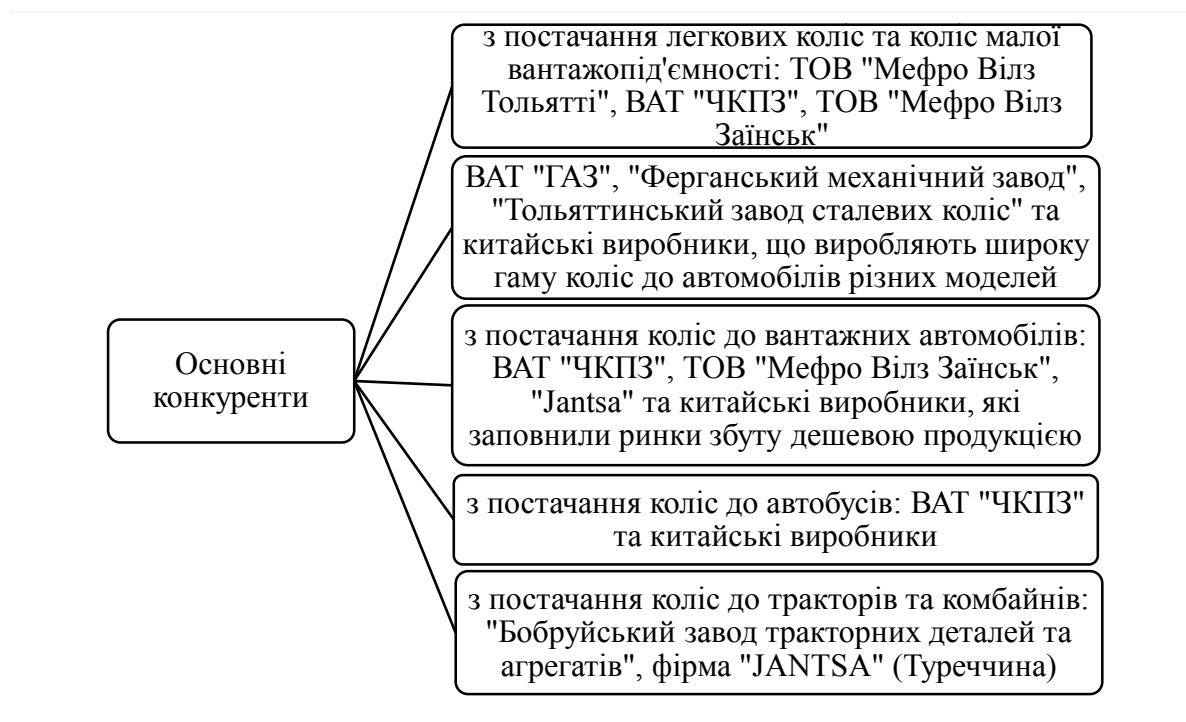 з постачання легкових коліс та коліс малої
вантажопід'ємності: ТОВ "Мефро Вілз
Тольятті", ВАТ "ЧКПЗ", ТОВ "Мефро Вілз
Заїнськ"
ВАТ "ГАЗ", "Ферганський механічний завод",
"Тольяттинський завод сталевих коліс" та
китайські виробники, що виробляють широку
гаму коліс до автомобілів різних моделей
Основні
конкуренти
з постачання коліс до вантажних автомобілів:
ВАТ "ЧКПЗ", ТОВ "Мефро Вілз Заїнськ",
"Jantsa" та китайські виробники, які
заповнили ринки збуту дешевою продукцією
з постачання коліс до автобусів: ВАТ "ЧКПЗ"
та китайські виробники
з постачання коліс до тракторів та комбайнів:
"Бобруйський завод тракторних деталей та
агрегатів", фірма "JANTSA" (Туреччина)